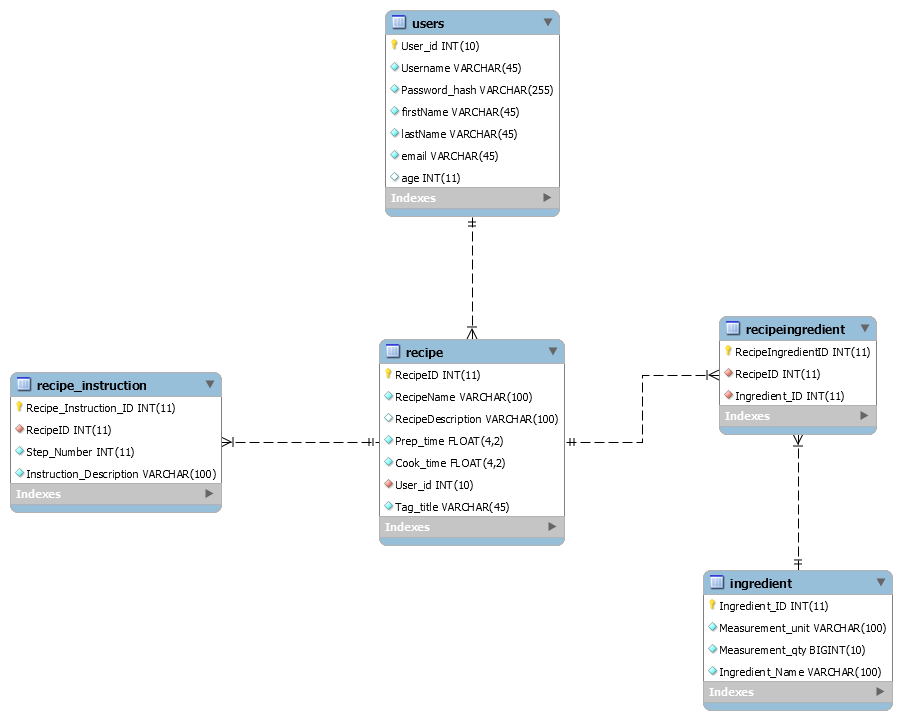 users
User_id INT(10)
Username VARCHAR(45)
Password_hash VARCHAR(255)
firstName VARCHAR(45)
lastName VARCHAR(45)
email VARCHAR(45)
age INT(11)
Indexes
recipe_instruction
Recipe_Instruction_ID INT(11)
RecipeID INT(11)
Step_Number INT(11)
Instruction_Description VARCHAR(100)
Indexes
recipe
RecipeID INT(11)
RecipeName VARCHAR(100)
RecipeDescription VARCHAR(100)
Prep_time FLOAT(4,2)
Cook_time FLOAT(4,2)
User_id INT(10)
Tag_title VARCHAR(45)
Indexes
recipeingredient
RecipeIngredientID INT(11)
RecipeID INT(11)
Ingredient_ID INT(11)
Indexes
ingredient
Ingredient_ID INT(11)
Measurement_unit VARCHAR(100)
Measurement_qty BIGINT(10)
Ingredient_Name VARCHAR(100)
Indexes